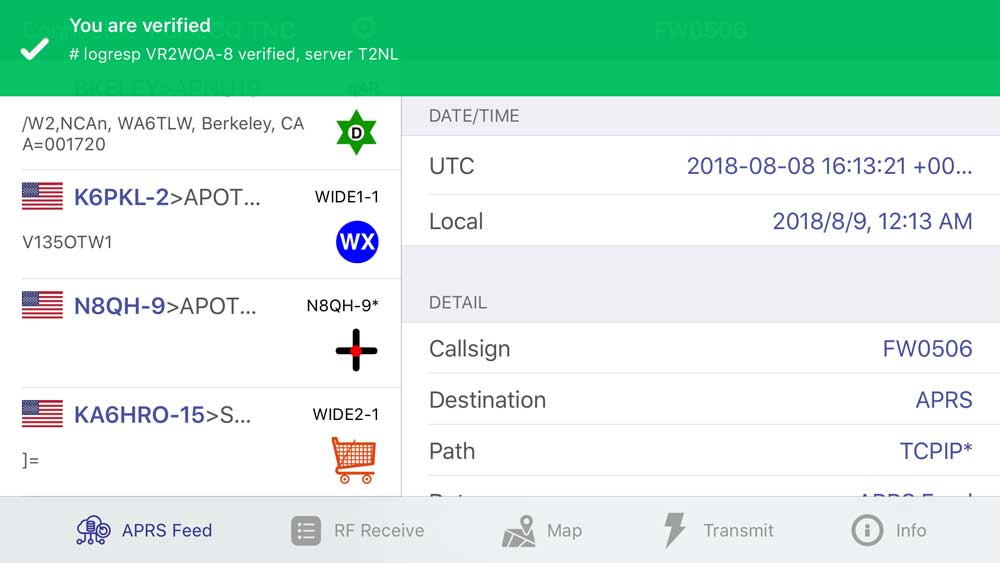 You are verified
# logresp VR2WOA-8 verified, server T2NL
FW0506
/W2,NCAn, WA6TLW, Berkeley, CA
A=001720
D
K6PKL-2>APOT...
WIDE1-1
V135OTW1
WX
N8QH-9>APOT...
N8QH-9*
KA6HRO-15>S...
WIDE2-1
]=
DATE/TIME
UTC
2018-08-08 16:13:21 +00...
Local
2018/8/9, 12:13 AM
DETAIL
Callsign
FW0506
Destination
APRS
Path
TCPIP*
APRS Feed
RF Receive
Map
Transmit
Info